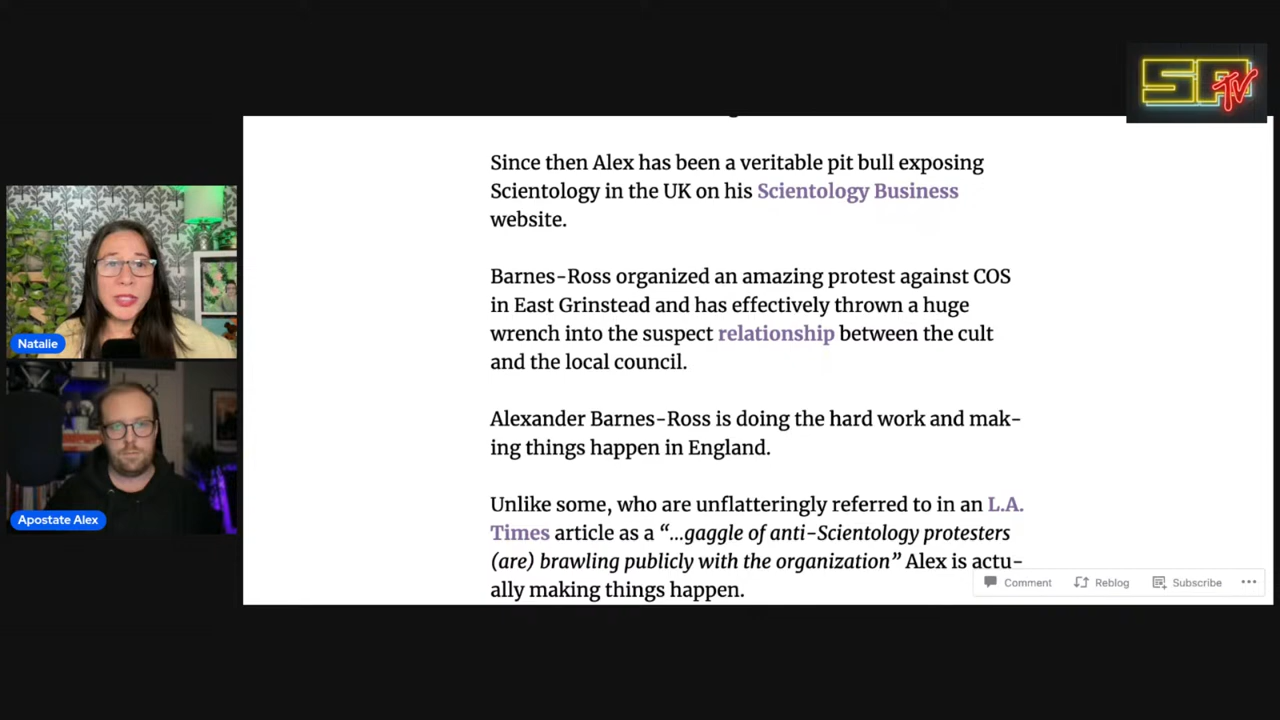 SPTV
Since then Alex has been a veritable pit bull exposing
Scientology in the UK on his Scientology Business
website.
Barnes-Ross organized an amazing protest against COS
in East Grinstead and has effectively thrown a huge
wrench into the suspect relationship between the cult
and the local council.
Alexander Barnes-Ross is doing the hard work and mak-
ing things happen in England.
Unlike some, who are unflatteringly referred to in an L.A.
Times article as a “...gaggle of anti-Scientology protesters
(are) brawling publicly with the organization” Alex is actu-
ally making things happen.
Comment Reblog Subscribe
Natalie
Apostate Alex